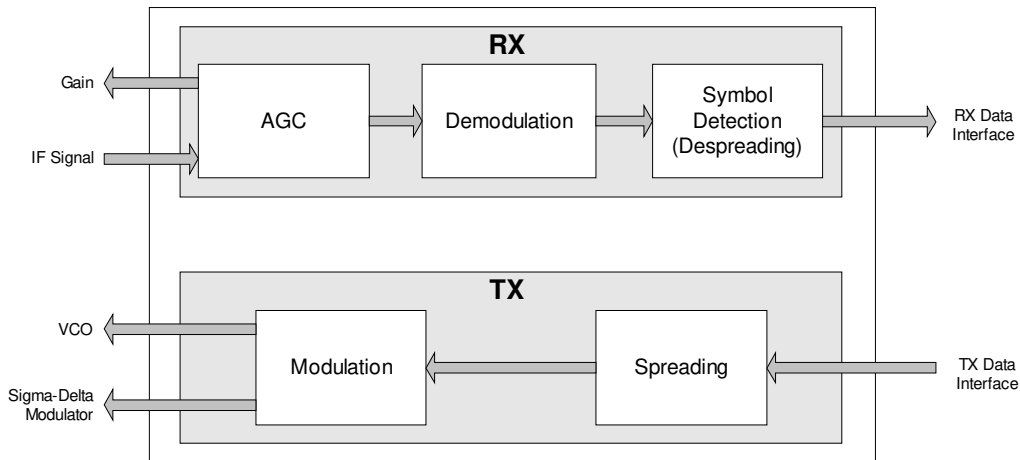 RX
Gain
IF Signal
AGC
Demodulation
Symbol
Detection
(Despreading)
RX Data
Interface
TX
VCO
Sigma-Delta
Modulator
Modulation
Spreading
TX Data
Interface